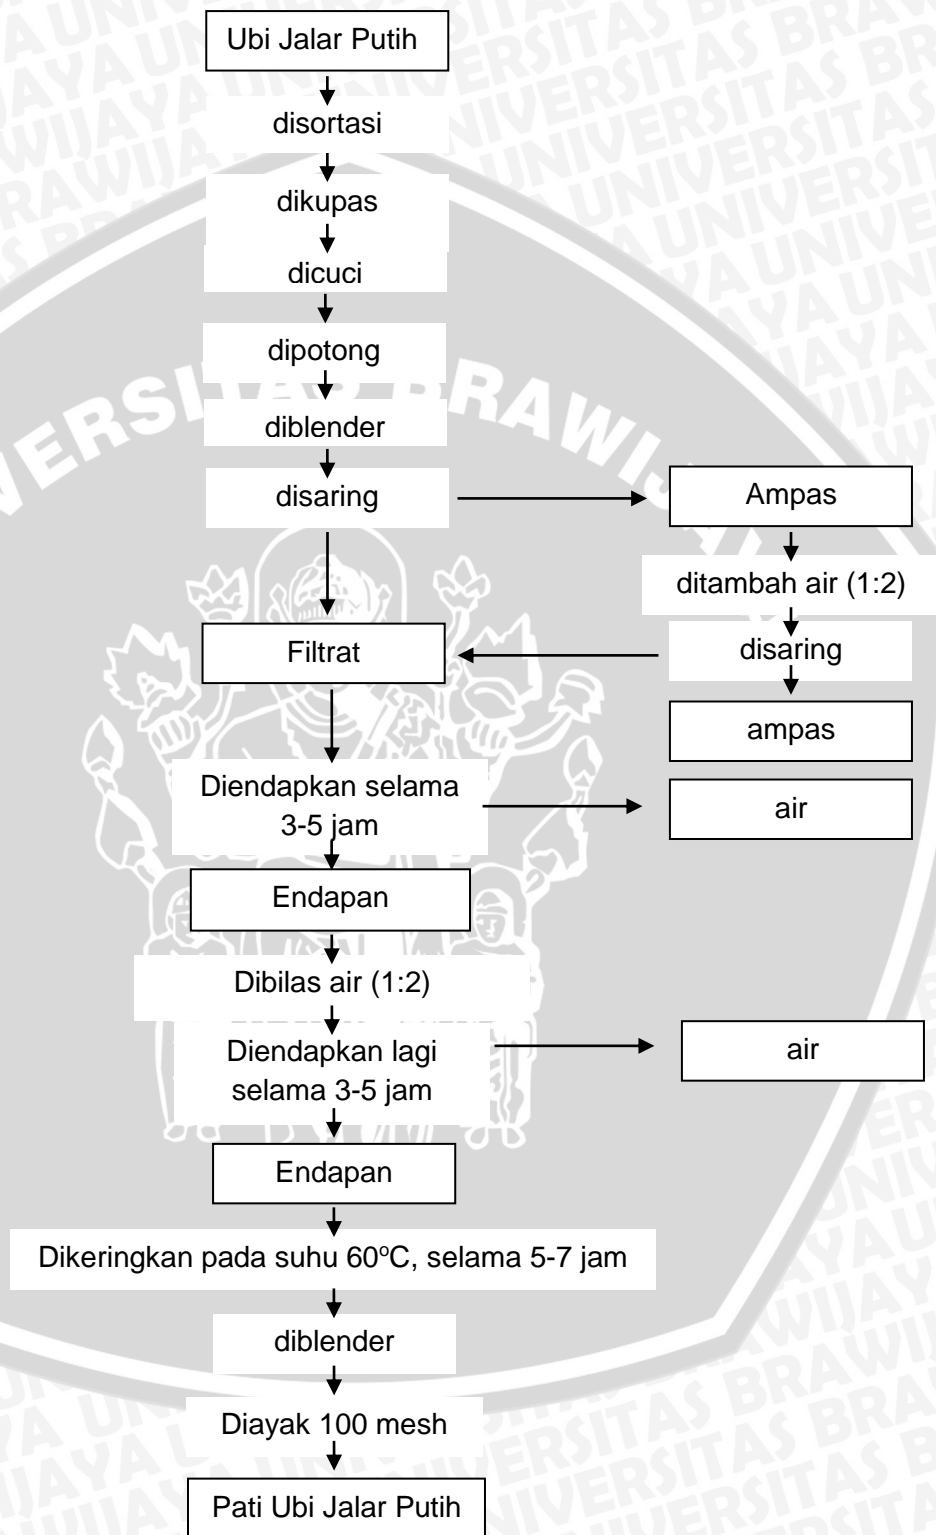 Ubi Jalar Putih
disortasi
dikupas
dicuci
dipotong
diblender
disaring
Ampas
ditambah air (1:2)
disaring
ampas
Filtrat
Diendapkan selama
3-5 jam
air
Endapan
Dibilas air (1:2)
Diendapkan lagi
selama 3-5 jam
air
Endapan
Dikeringkan pada suhu 60°C, selama 5-7 jam
diblender
Diayak 100 mesh
Pati Ubi Jalar Putih